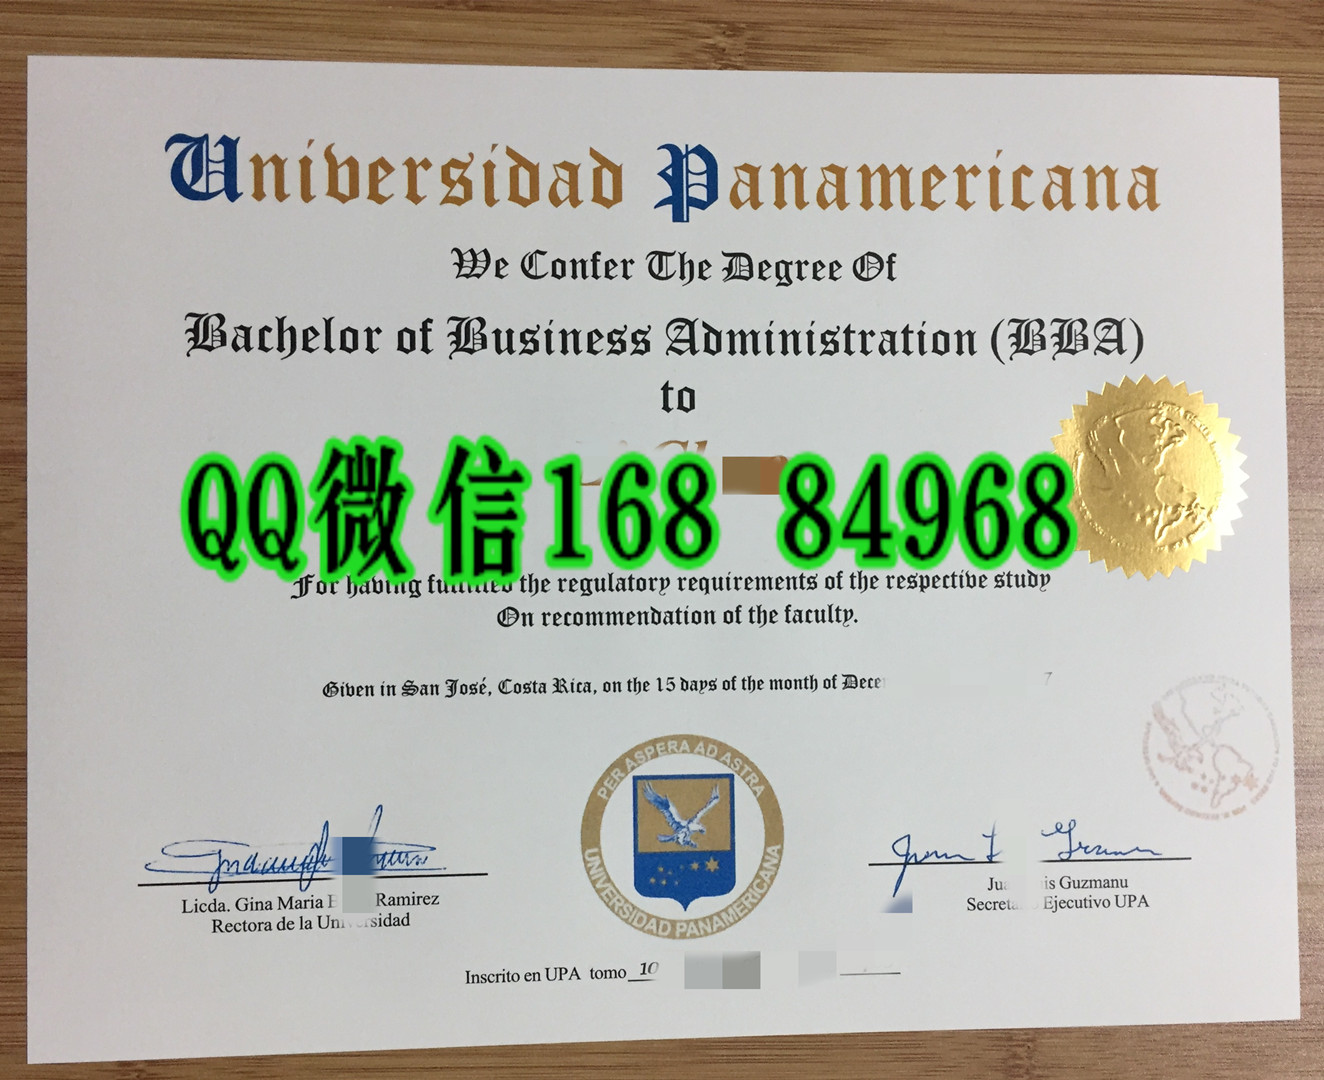 Universidad Panamericana
We Confer The Degree Of
Bachelor of Business Administration (BBA)
to
QQ微信168 84968
For having the regulatory requirements of the respective study
On recommendation of the faculty.
Given in San José, Costa Rica, on the 15 days of the month of 7
PER ASPERA AD ASTRA
UNIVERSIDAD PANAMERICANA
Licda. Gina Maria Ramirez
Rectora de la
Guzmanu
Ejecutivo UPA
Inscrito en UPA tomo 10